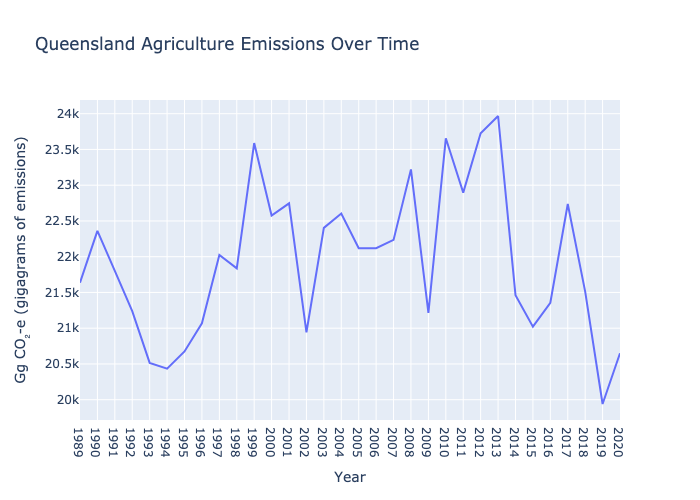 Queensland Agriculture Emissions Over Time
Gg CO₂-e (gigagrams of emissions)
24k
23.5k
23k
22.5k
22k
21.5k
21k
20.5k
20k
1989
1990
1991
1992
1993
1994
1995
1996
1997
1998
1999
2000
2001
2002
2003
2004
2005
2006
2007
2008
2009
2010
2011
2012
2013
2014
2015
2016
2017
2018
2019
2020
Year